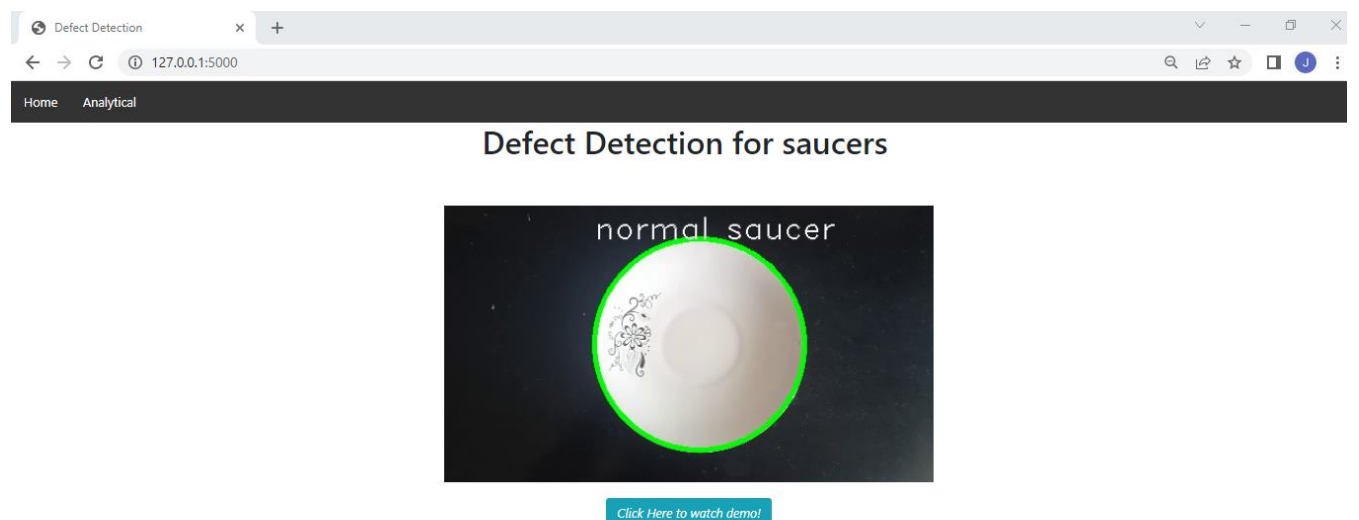 Defect Detection
127.0.0.1:5000
J
Home Analytical
Defect Detection for saucers
normal saucer
Click Here to watch demo!